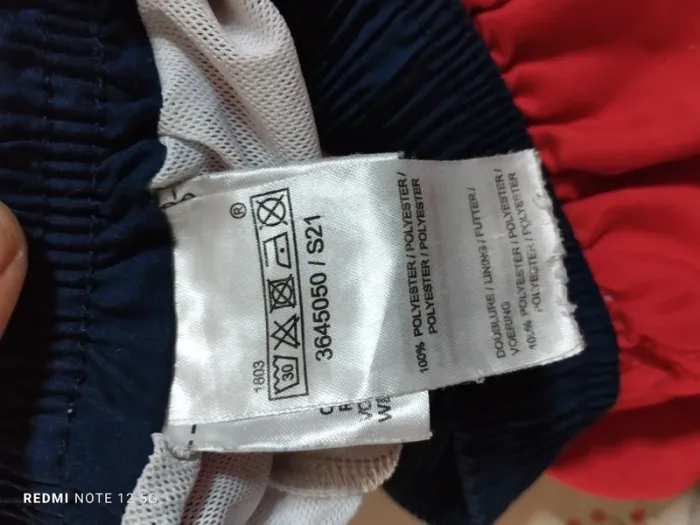 1803
30
®
3645050 / S21
100% POLYESTER / POLYESTER /
POLYESTER / POLYESTER
DOUBLURE / LINING / FUTTER /
VOERING
100% POLYESTER / POLYESTER /
POLYESTER / POLYESTER
REDMI NOTE 12 5G